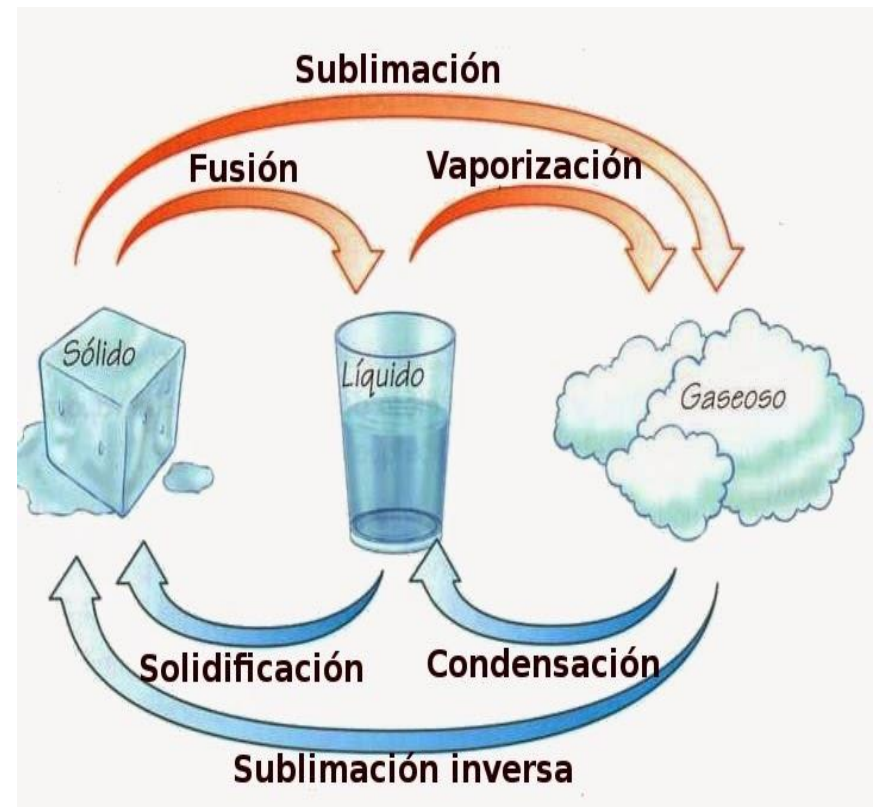 Sublimación
Fusión
Vaporización
Sólido
Líquido
Gaseoso
Solidificación
Condensación
Sublimación inversa